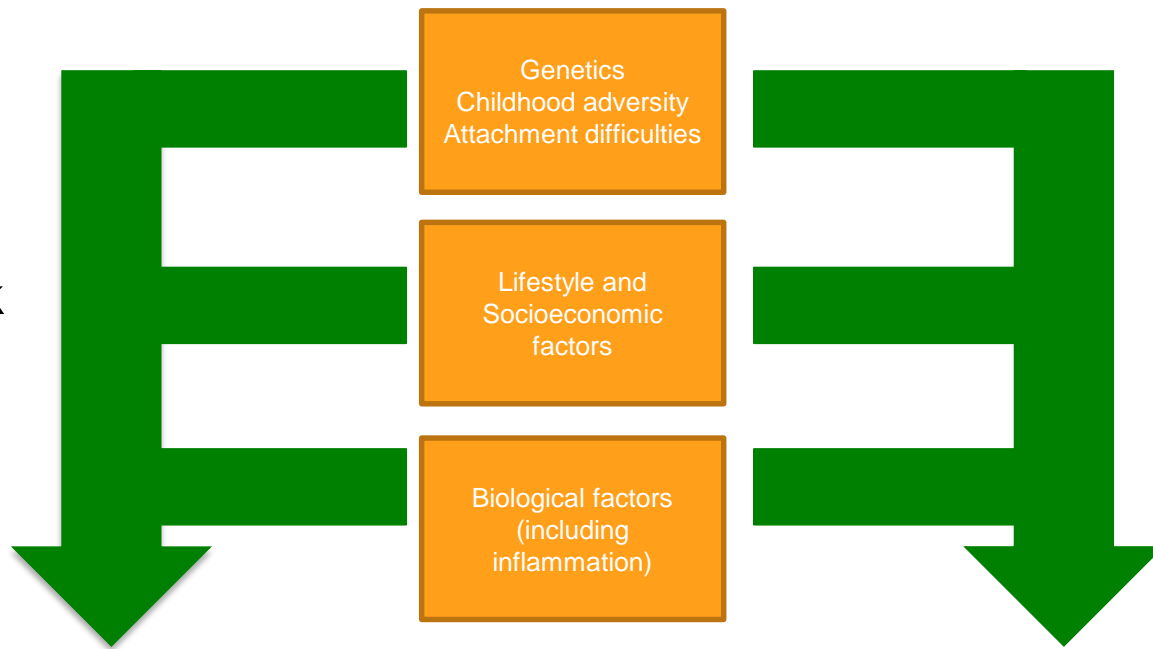 Genetics
Childhood adversity
Attachment difficulties
Lifestyle and
Socioeconomic
factors
Biological factors
(including
inflammation)